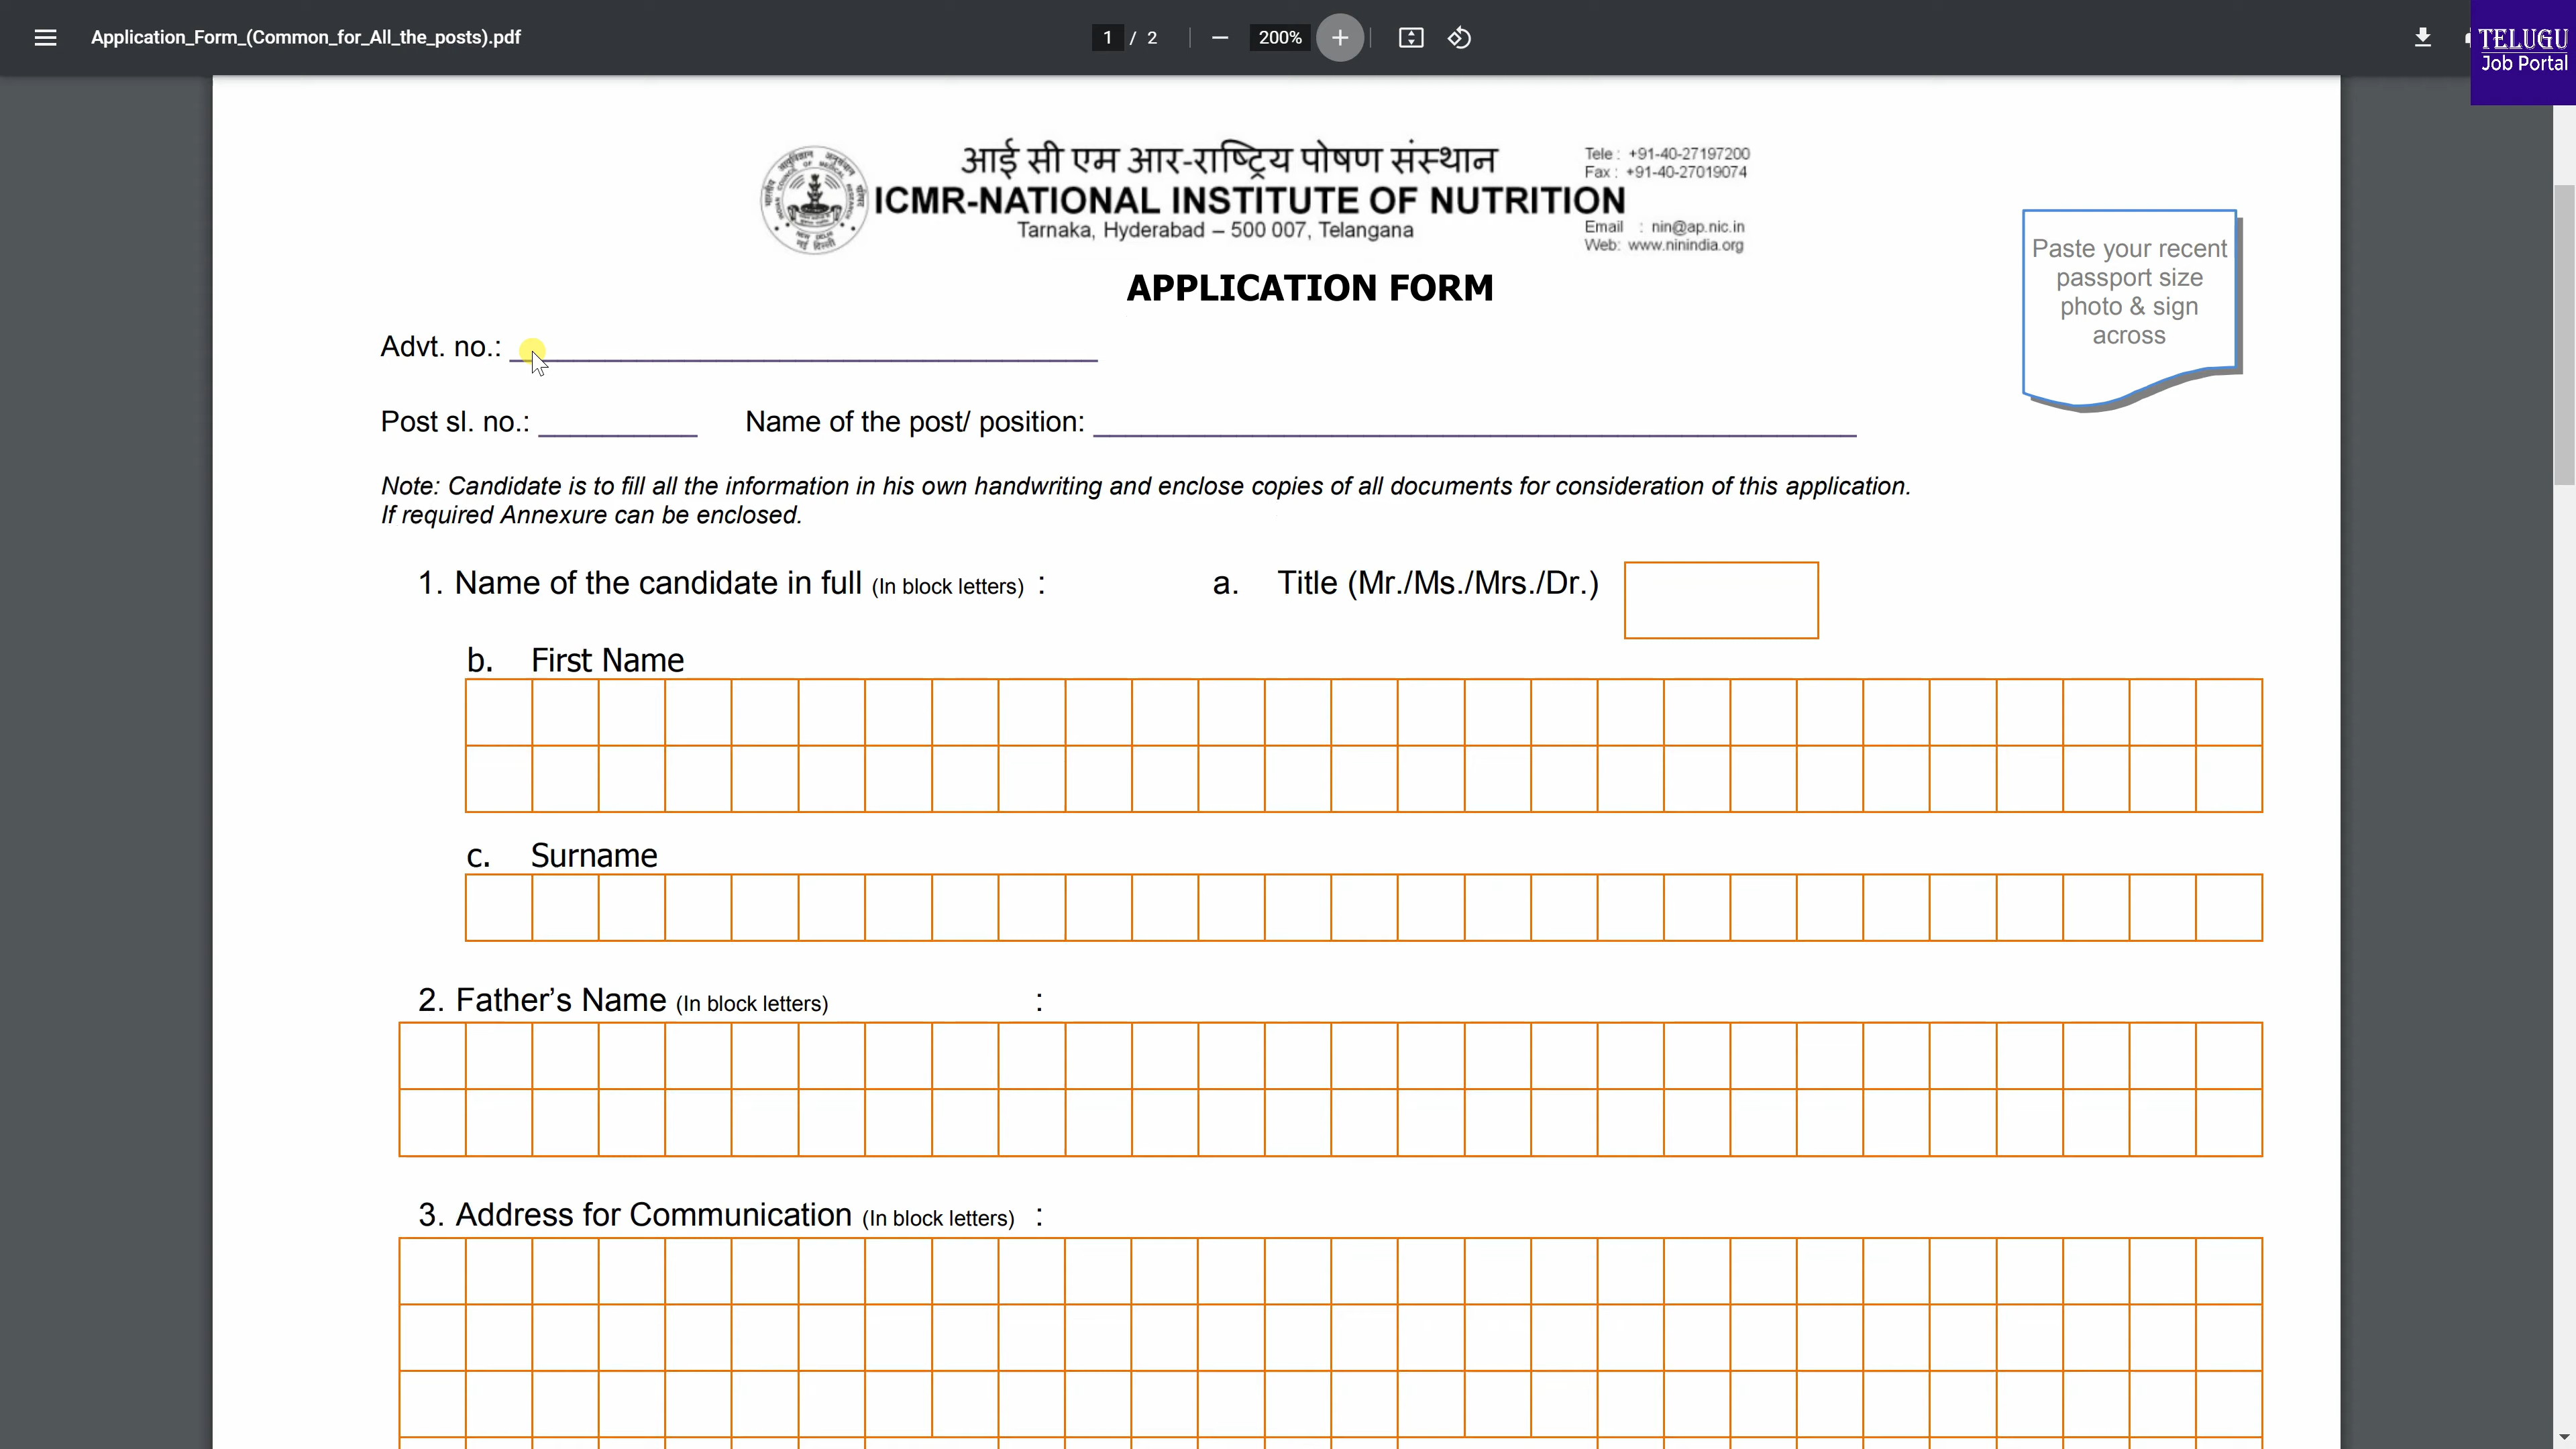 Application_Form_(Common_for_All_the_posts).pdf
1 / 2
200%
TELUGU
Job Portal
आई सी एम आर-राष्ट्रिय पोषण संस्थान
ICMR-NATIONAL INSTITUTE OF NUTRITION
Tarnaka, Hyderabad – 500 007, Telangana
Tele : +91-40-27197200
Fax : +91-40-27019074
Email : nin@ap.nic.in
Web: www.ninindia.org
APPLICATION FORM
Paste your recent
passport size
photo & sign
across
Advt. no.:
Post sl. no.: Name of the post/ position:
Note: Candidate is to fill all the information in his own handwriting and enclose copies of all documents for consideration of this application.
If required Annexure can be enclosed.
1. Name of the candidate in full (In block letters) : a. Title (Mr./Ms./Mrs./Dr.)
b. First Name
c. Surname
2. Father’s Name (In block letters) :
3. Address for Communication (In block letters) :